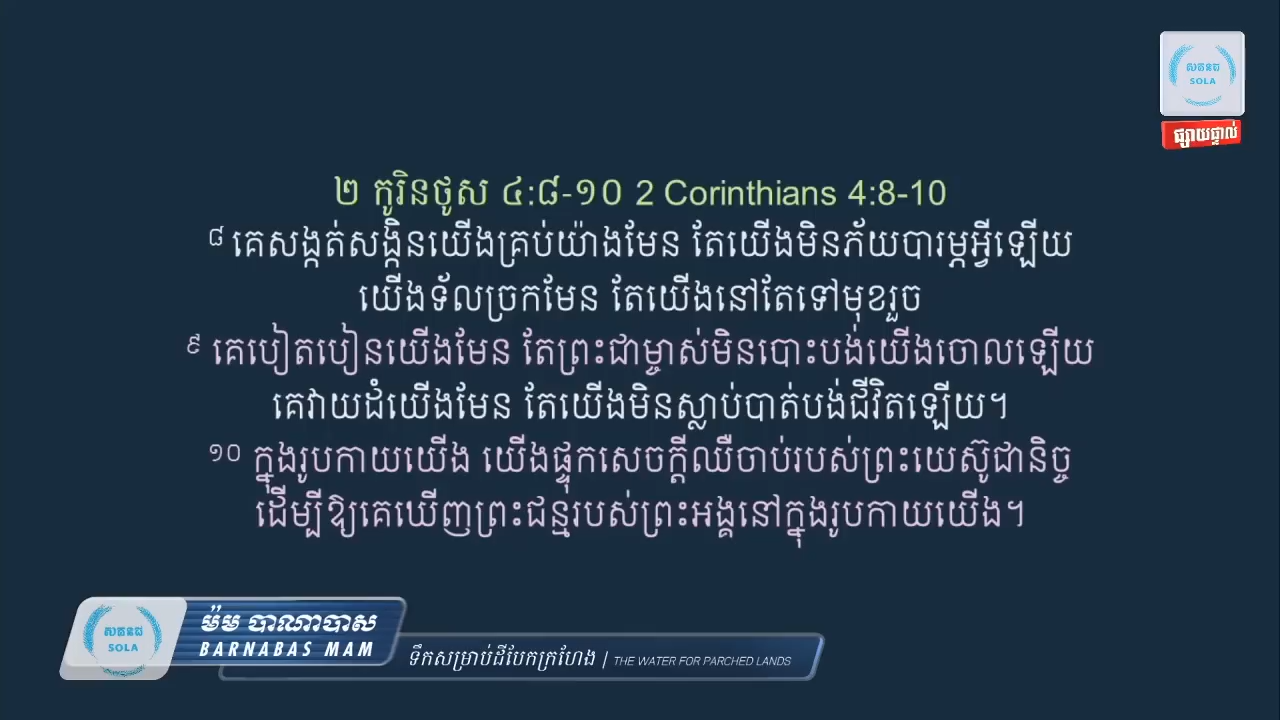 សគនជ
SOLA
ផ្សាយផ្ទាល់
២ កូរិនថូស ៤:៨-១០ 2 Corinthians 4:8-10
៨ គេសង្កត់សង្កិនយើងគ្រប់យ៉ាងមែន តែយើងមិនភ័យបារម្ភអ្វីឡើយ
យើងទ័លច្រកមែន តែយើងនៅតែទៅមុខរួច
៩ គេបៀតបៀនយើងមែន តែព្រះជាម្ចាស់មិនបោះបង់យើងចោលឡើយ
គេវាយដំយើងមែន តែយើងមិនស្លាប់បាត់បង់ជីវិតឡើយ។
១០ ក្នុងរូបកាយយើង យើងផ្ទុកសេចក្ដីឈឺចាប់របស់ព្រះយេស៊ូជានិច្ច
ដើម្បីឱ្យគេឃើញព្រះជន្មរបស់ព្រះអង្គនៅក្នុងរូបកាយយើង។
សគនជ
SOLA
ម៉ម បាណាបាស
BARNABAS MAM
ទឹកសម្រាប់ដីបែកក្រហែង | THE WATER FOR PARCHED LANDS